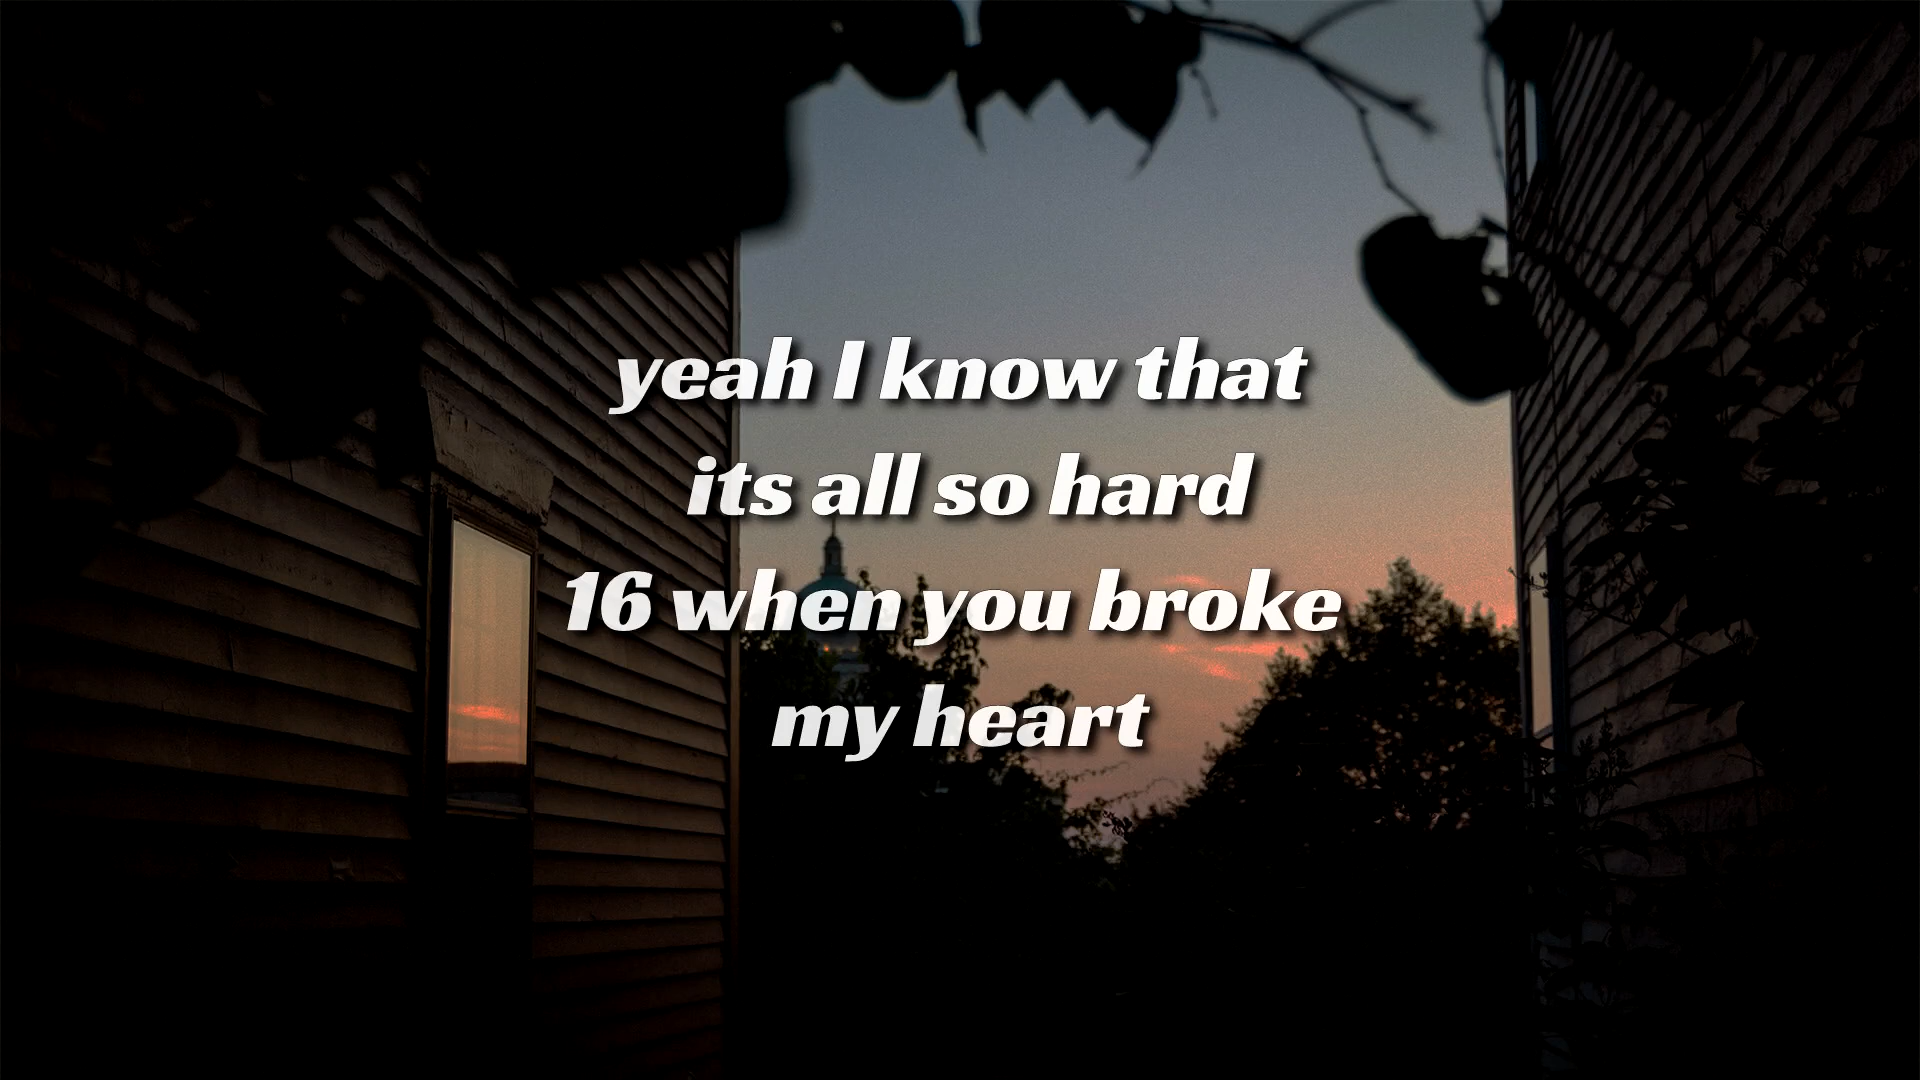 yeah I know that
its all so hard
16 when you broke
my heart